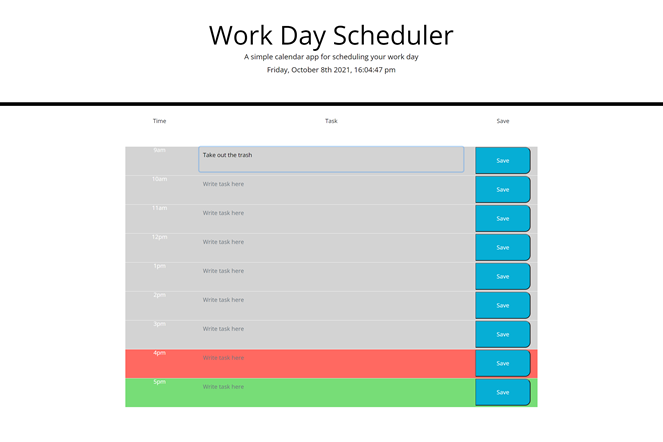 Work Day Scheduler
A simple calendar app for scheduling your work day
Friday, October 8th 2021, 16:04:47 pm
Time Task Save
9am Take out the trash Save
10am Write task here Save
11am Write task here Save
12pm Write task here Save
1pm Write task here Save
2pm Write task here Save
3pm Write task here Save
4pm Write task here Save
5pm Write task here Save